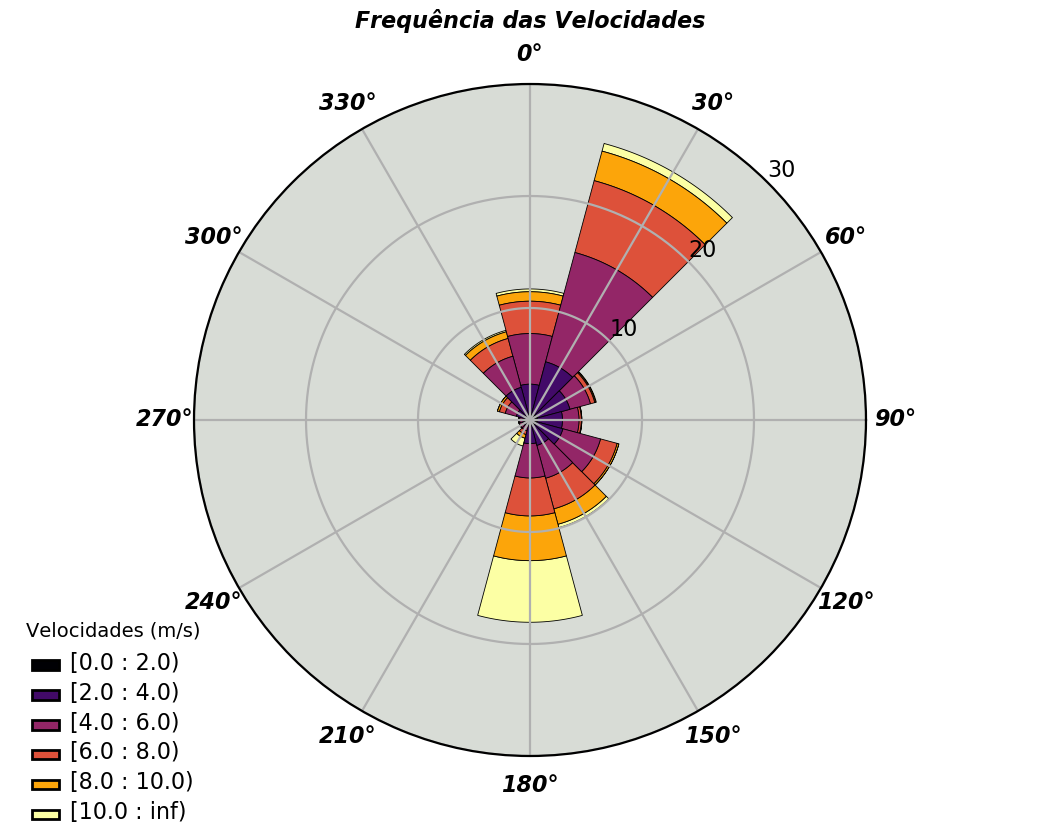 Frequência das Velocidades
0°
330°
30°
30
300°
60°
20
10
270°
90°
240°
120°
210°
150°
180°
Velocidades (m/s)
[0.0 : 2.0)
[2.0 : 4.0)
[4.0 : 6.0)
[6.0 : 8.0)
[8.0 : 10.0)
[10.0 : inf)